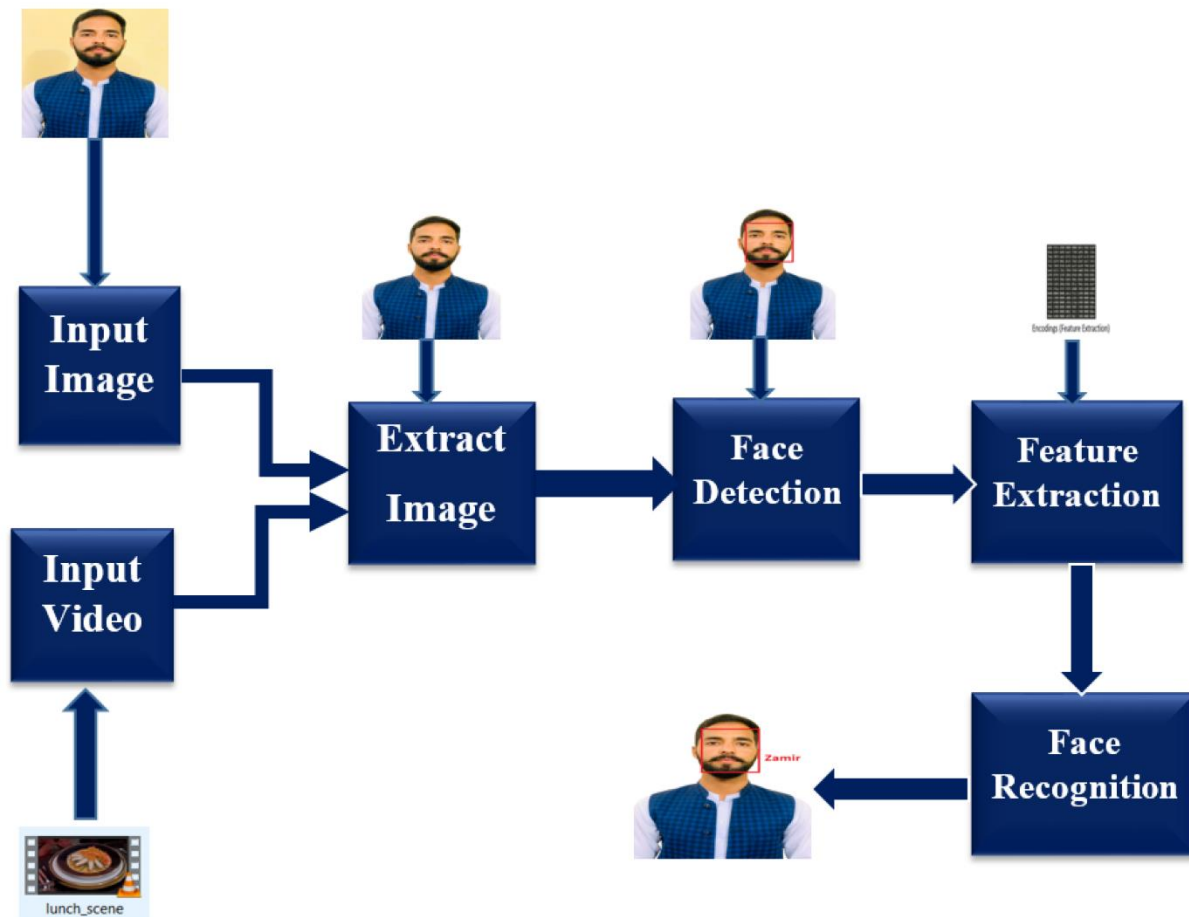 Input
Image
Extract
Image
Face
Detection
Encodings (Feature Extraction)
Feature
Extraction
Input
Video
Face
Recognition
Zamir
lunch_scene